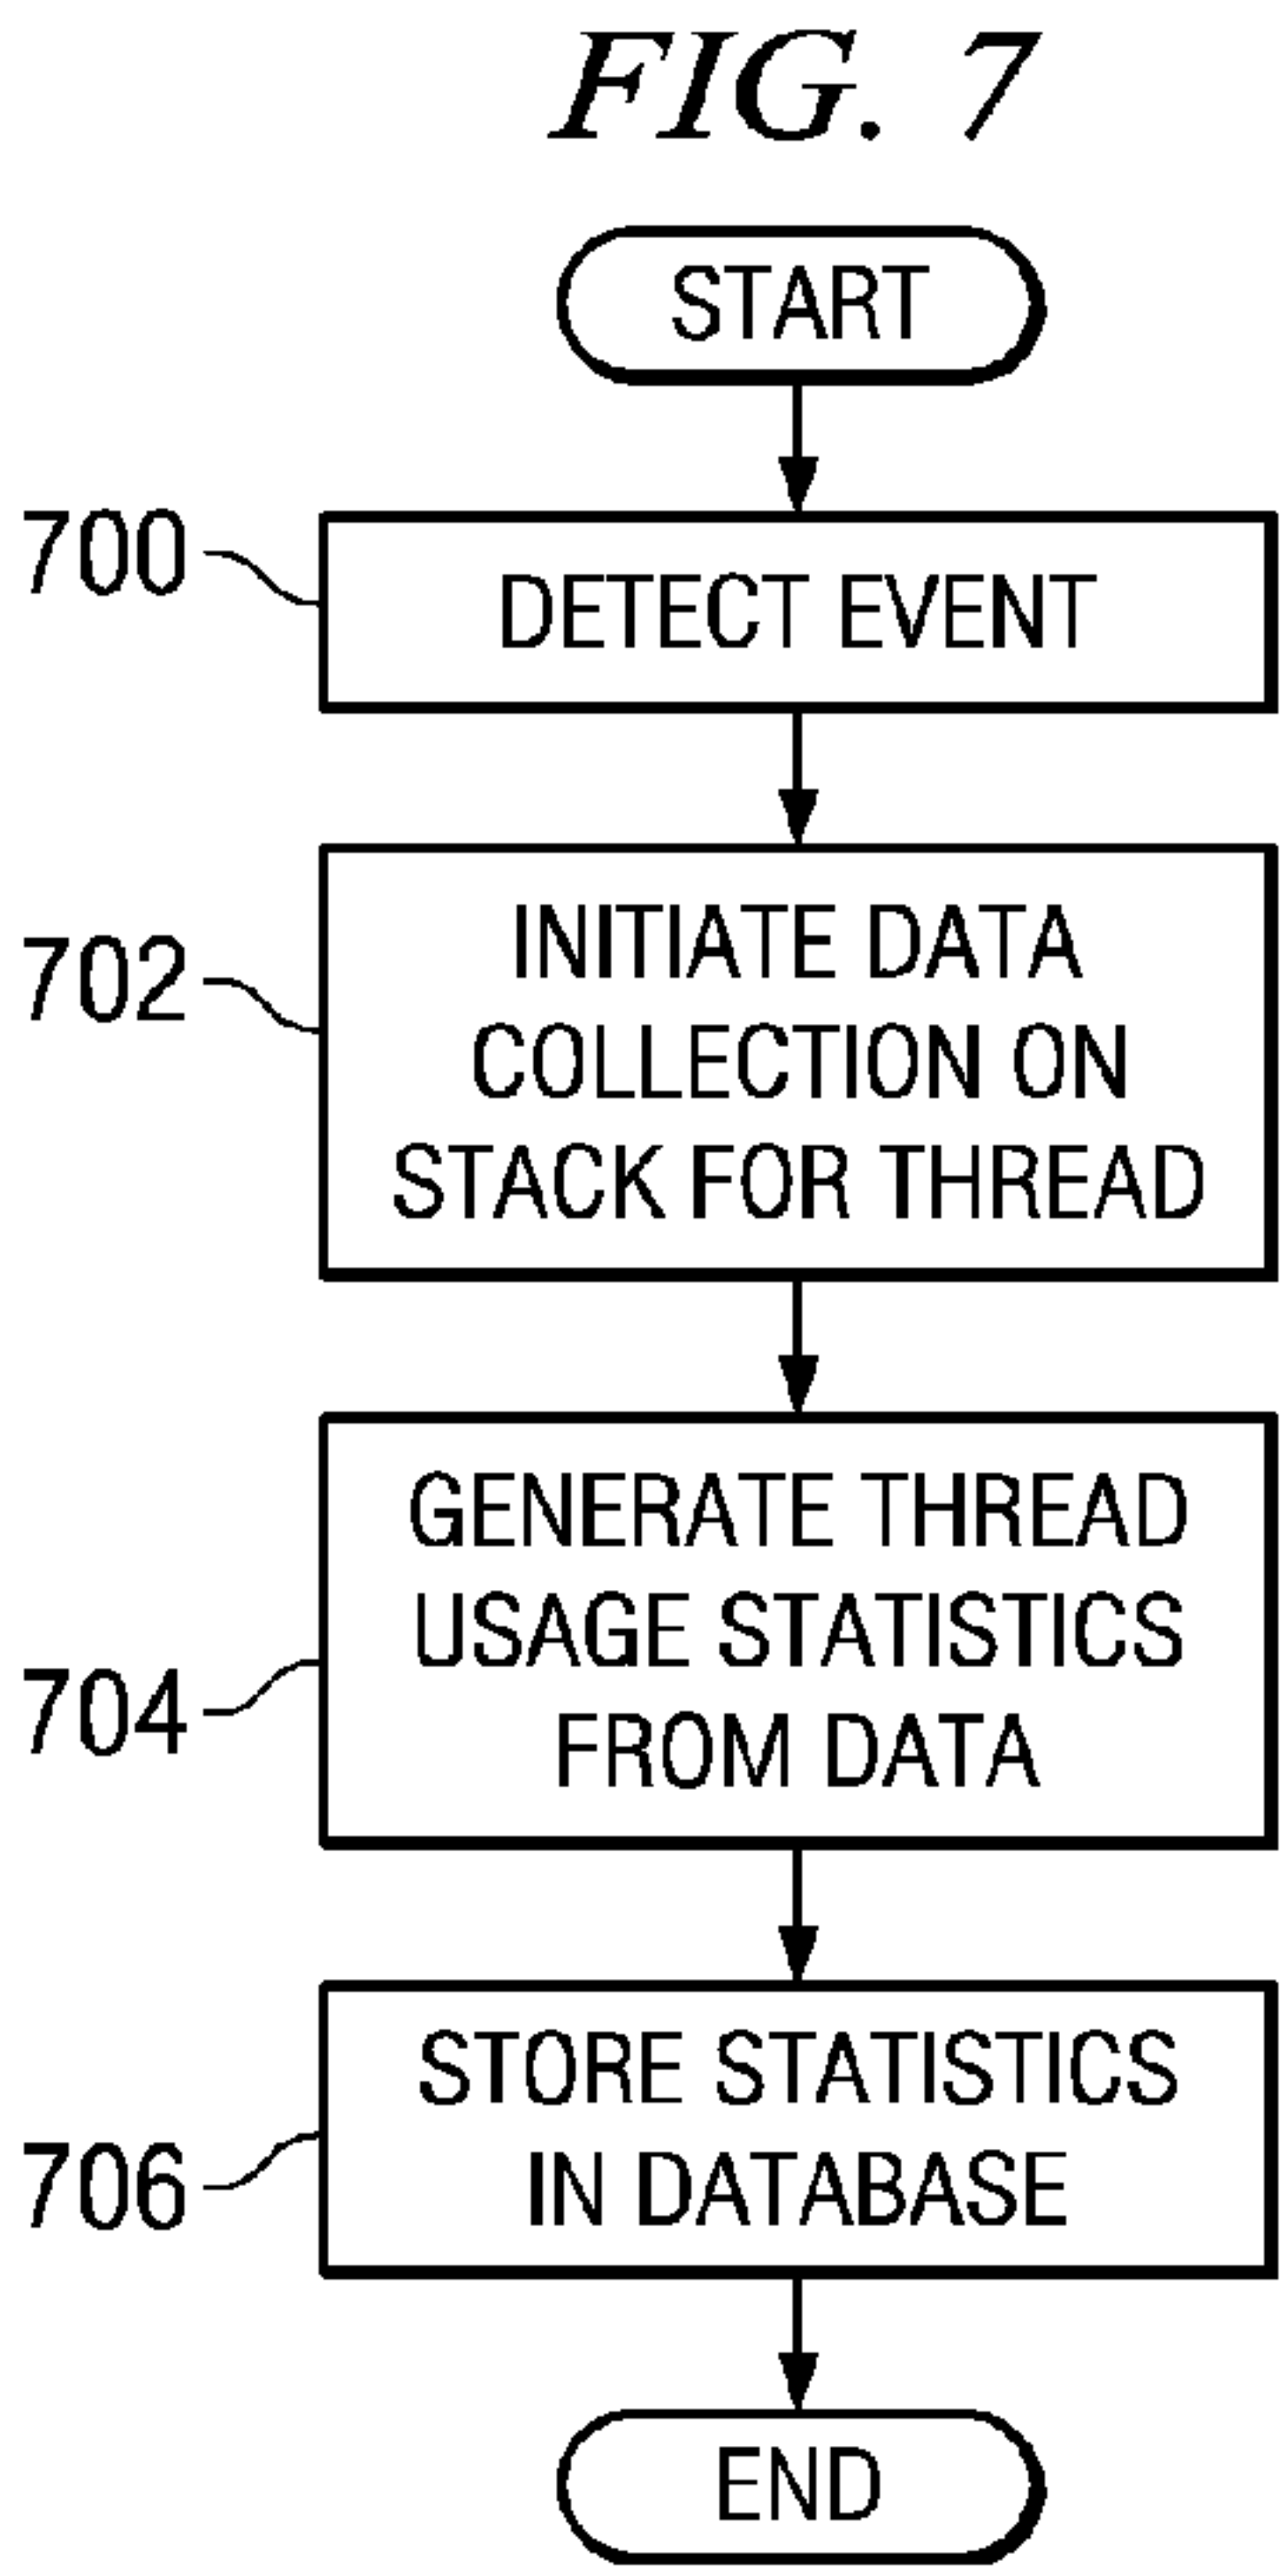 FIG. 7
START
700
DETECT EVENT
702
INITIATE DATA
COLLECTION ON
STACK FOR THREAD
704
GENERATE THREAD
USAGE STATISTICS
FROM DATA
706
STORE STATISTICS
IN DATABASE
END